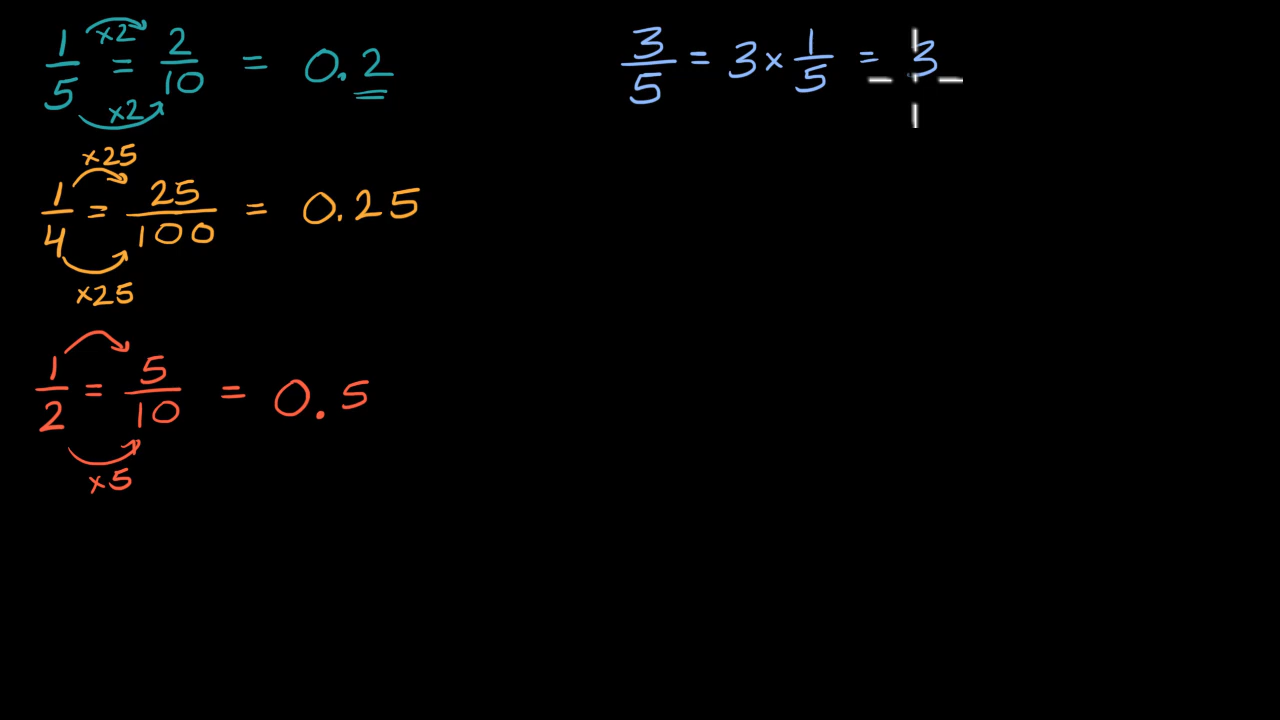 ×2
1/5 = 2/10 = 0.2
×2
×25
1/4 = 25/100 = 0.25
×25
1/2 = 5/10 = 0.5
×5
3/5 = 3 × 1/5 = 3